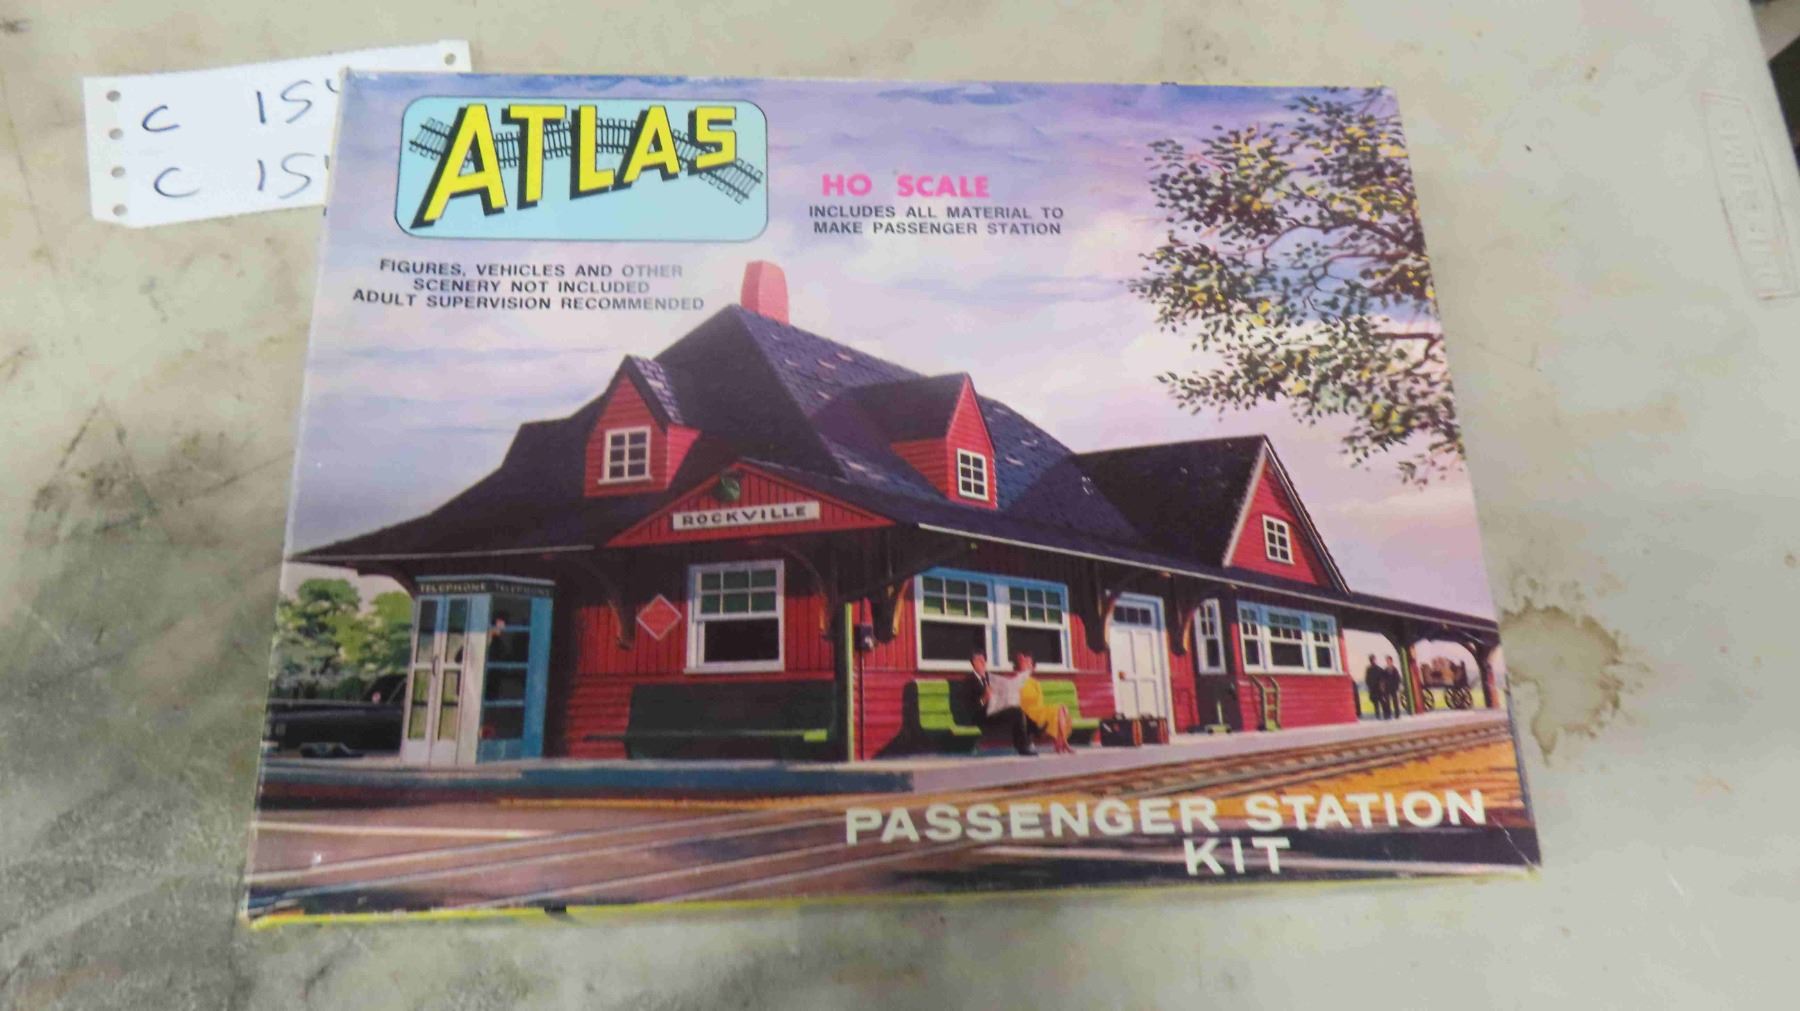 ATLAS
HO SCALE
INCLUDES ALL MATERIAL TO
MAKE PASSENGER STATION
FIGURES, VEHICLES AND OTHER
SCENERY NOT INCLUDED
ADULT SUPERVISION RECOMMENDED
ROCKVILLE
TELEPHONE TELEPHONE
PASSENGER STATION
KIT
C 15
C 15